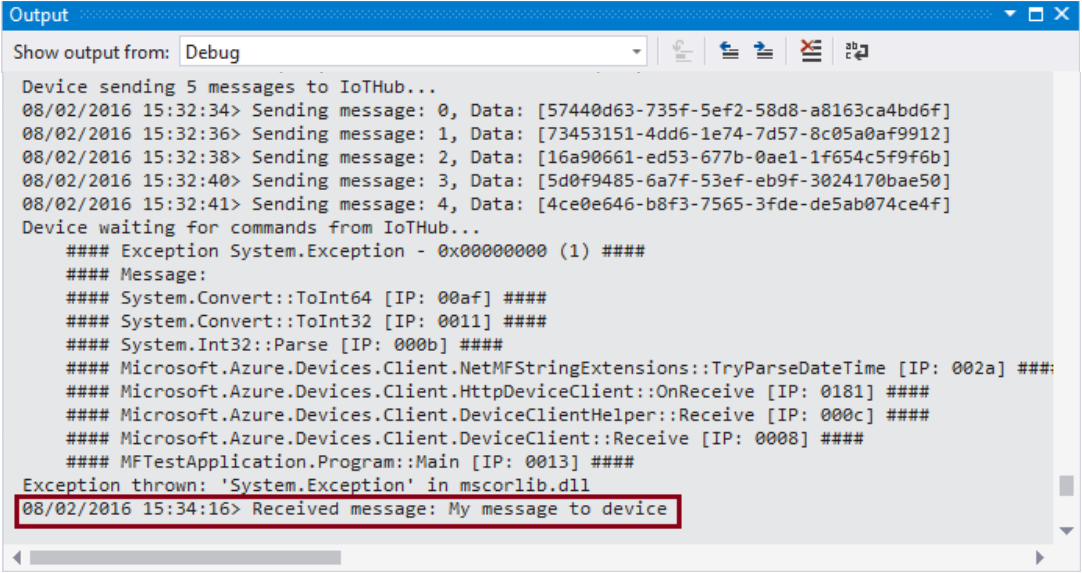 Output
Show output from: Debug
Device sending 5 messages to IoTHub...
08/02/2016 15:32:34> Sending message: 0, Data: [57440d63-735f-5ef2-58d8-a8163ca4bd6f]
08/02/2016 15:32:36> Sending message: 1, Data: [73453151-4dd6-1e74-7d57-8c05a0af9912]
08/02/2016 15:32:38> Sending message: 2, Data: [16a90661-ed53-677b-0ae1-1f654c5f9f6b]
08/02/2016 15:32:40> Sending message: 3, Data: [5d0f9485-6a7f-53ef-eb9f-3024170bae50]
08/02/2016 15:32:41> Sending message: 4, Data: [4ce0e646-b8f3-7565-3fde-de5ab074ce4f]
Device waiting for commands from IoTHub...
#### Exception System.Exception - 0x00000000 (1) ####
#### Message:
#### System.Convert::ToInt64 [IP: 00af] ####
#### System.Convert::ToInt32 [IP: 0011] ####
#### System.Int32::Parse [IP: 000b] ####
#### Microsoft.Azure.Devices.Client.NetMFStringExtensions::TryParseDateTime [IP: 002a] ####
#### Microsoft.Azure.Devices.Client.HttpDeviceClient::OnReceive [IP: 0181] ####
#### Microsoft.Azure.Devices.Client.DeviceClientHelper::Receive [IP: 000c] ####
#### Microsoft.Azure.Devices.Client.DeviceClient::Receive [IP: 0008] ####
#### MFTestApplication.Program::Main [IP: 0013] ####
Exception thrown: 'System.Exception' in mscorlib.dll
08/02/2016 15:34:16> Received message: My message to device